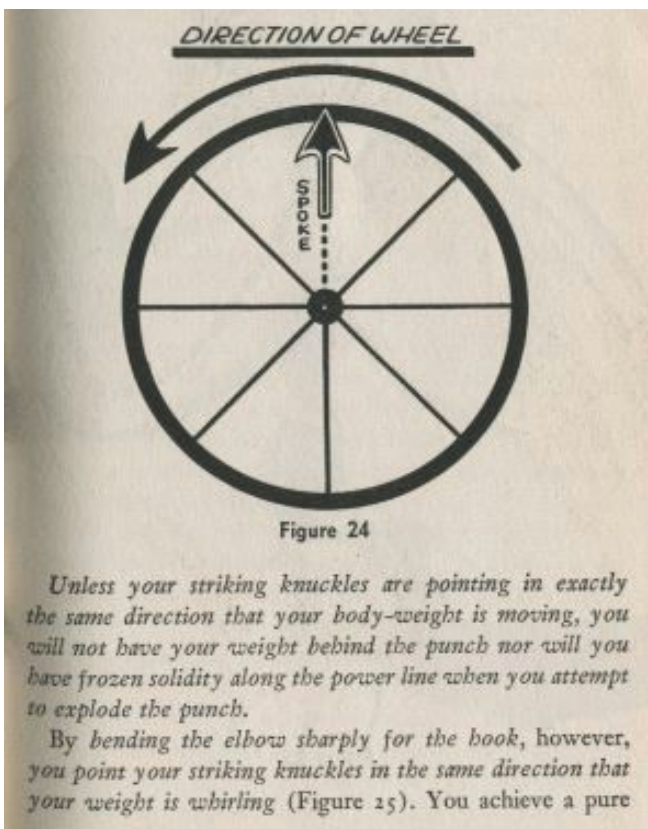 DIRECTION OF WHEEL
SPOKE
Figure 24
Unless your striking knuckles are pointing in exactly
the same direction that your body-weight is moving, you
will not have your weight behind the punch nor will you
have frozen solidity along the power line when you attempt
to explode the punch.
By bending the elbow sharply for the hook, however,
you point your striking knuckles in the same direction that
your weight is whirling (Figure 25). You achieve a pure